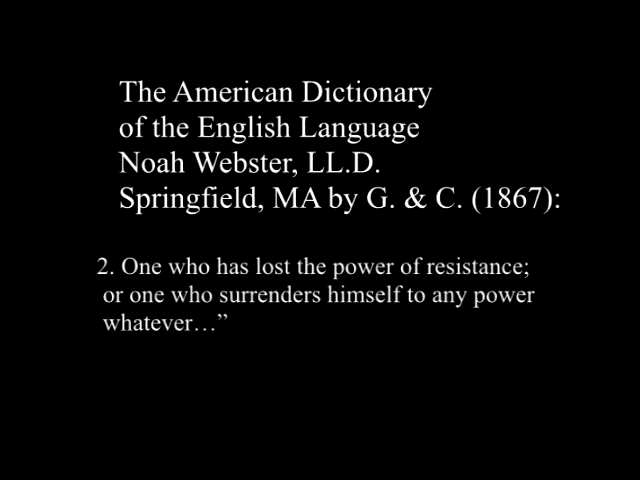 The American Dictionary
of the English Language
Noah Webster, LL.D.
Springfield, MA by G. & C. (1867):
2. One who has lost the power of resistance;
or one who surrenders himself to any power
whatever…”